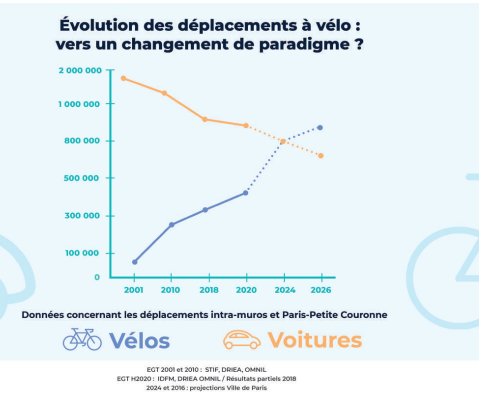 Évolution des déplacements à vélo :
vers un changement de paradigme ?
2 000 000
1 000 000
800 000
500 000
300 000
100 000
0
2001 2010 2018 2020 2024 2026
Données concernant les déplacements intra-muros et Paris-Petite Couronne
Vélos Voitures
EGT 2001 et 2010 : STIF, DRIEA, OMNIL
EGT H2020 : IDFM, DRIEA OMNIL / Résultats partiels 2018
2024 et 2016 : projections Ville de Paris